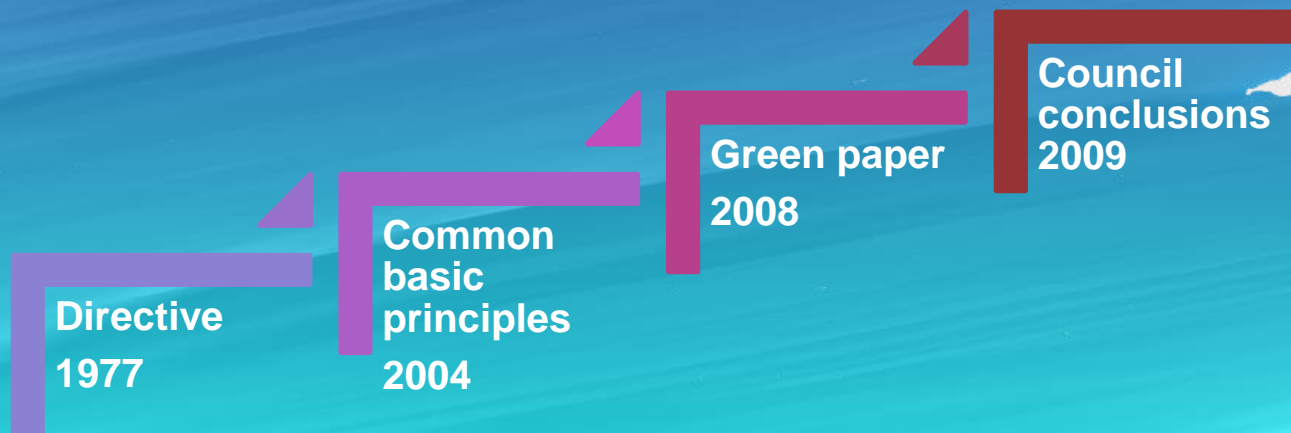 Directive
1977
Common
basic
principles
2004
Green paper
2008
Council
conclusions
2009